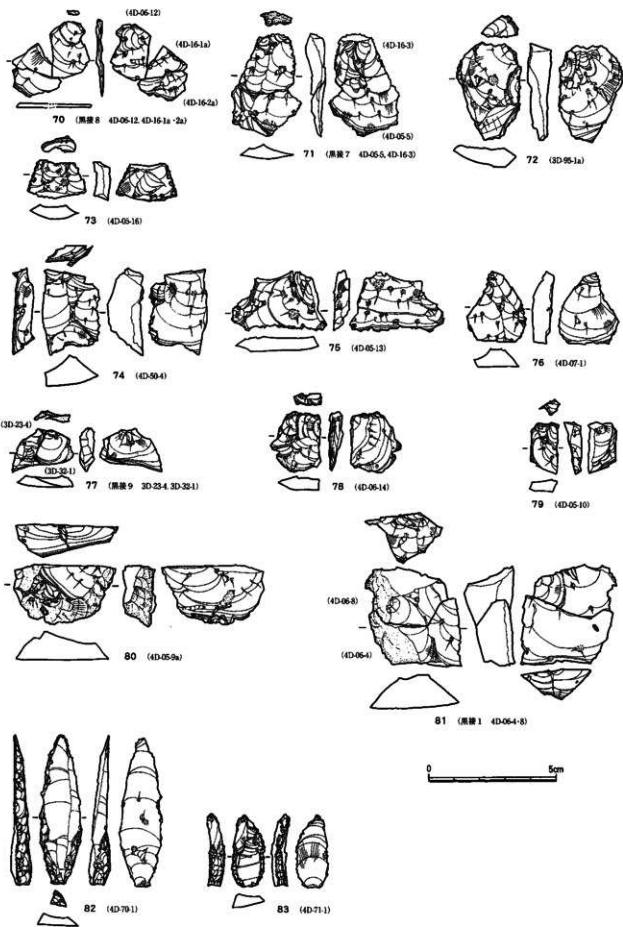 (4D-06-12)
(4D-16-1a)
(4D-16-2a)
70 (黒接8 4D-06-12. 4D-16-1a・2a)
(4D-16-3)
(4D-05-5)
71 (黒接7 4D-05-5, 4D-16-3)
72 (3D-95-1a)
73 (4D-05-16)
74 (4D-50-4)
75 (4D-05-13)
76 (4D-07-1)
(3D-23-4)
(3D-32-1)
77 (黒接9 3D-23-4, 3D-32-1)
78 (4D-06-14)
79 (4D-05-10)
80 (4D-05-9a)
(4D-06-8)
(4D-06-4)
81 (黒接1 4D-06-4・8)
0 5cm
82 (4D-70-1)
83 (4D-71-1)